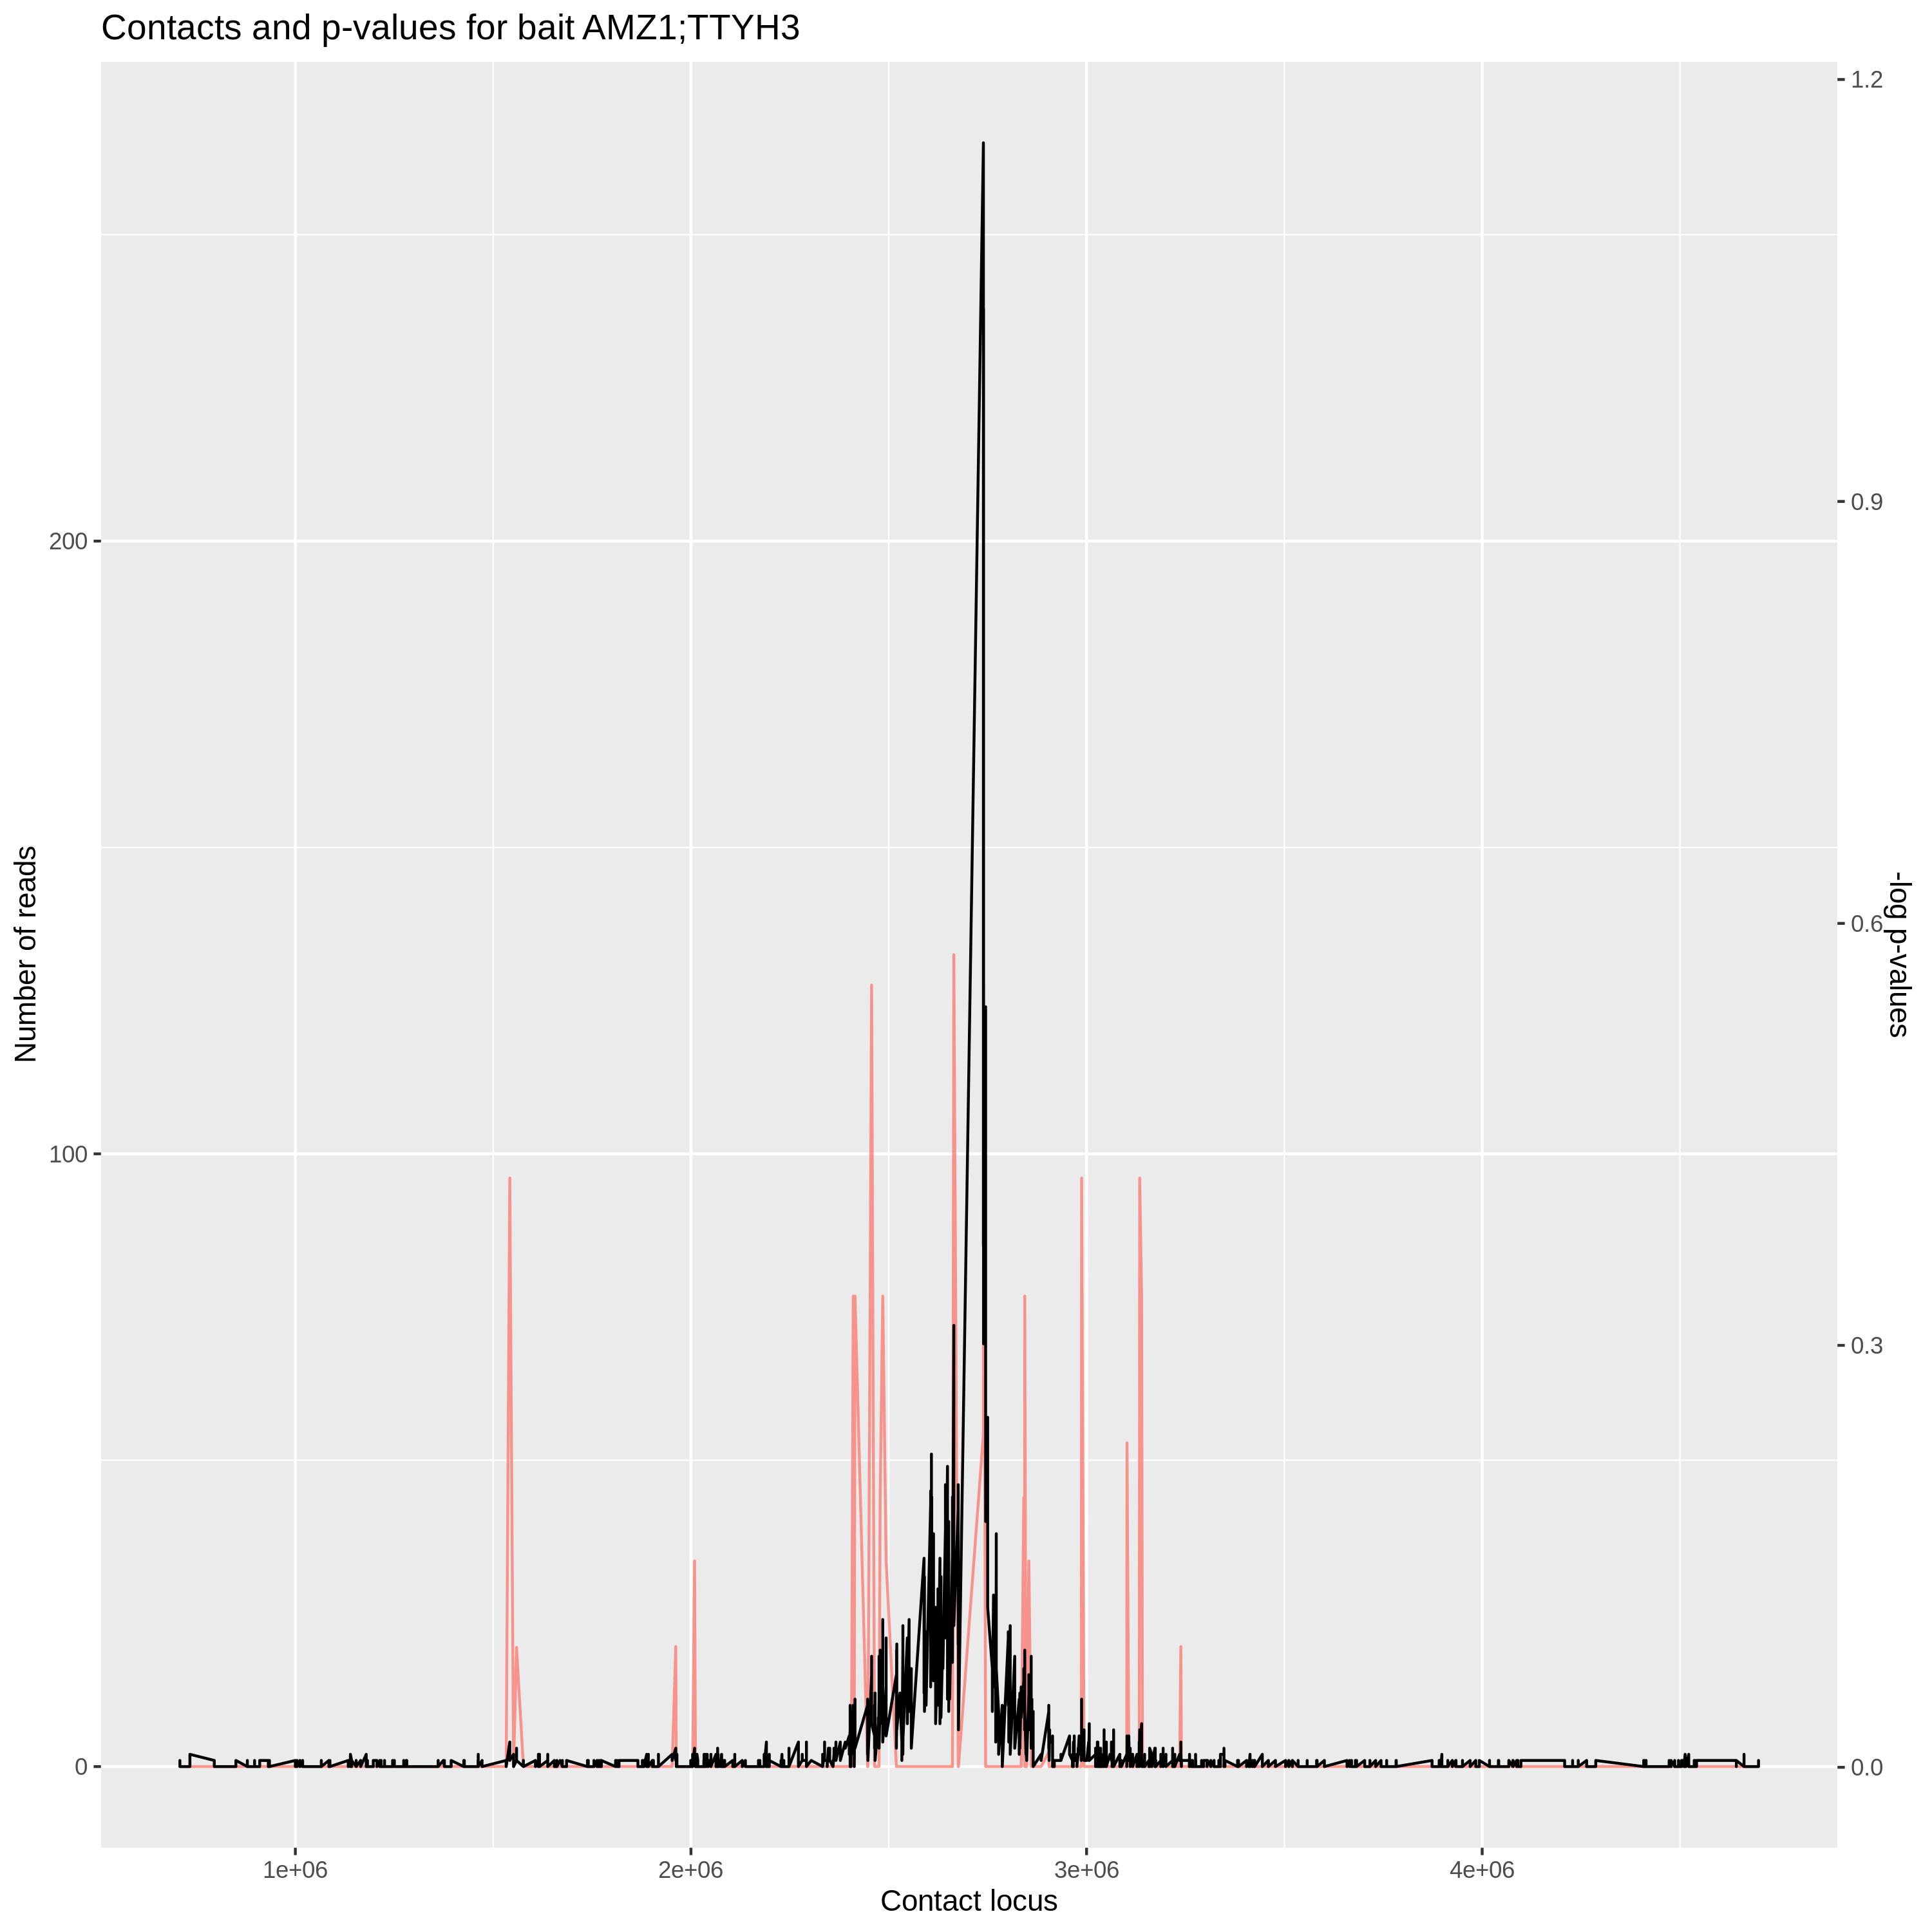 Contacts and p-values for bait AMZ1;TTYH3
Number of reads
200
100
0
1.2
0.9
0.6
0.3
0.0
-log p-values
1e+06
2e+06
3e+06
4e+06
Contact locus